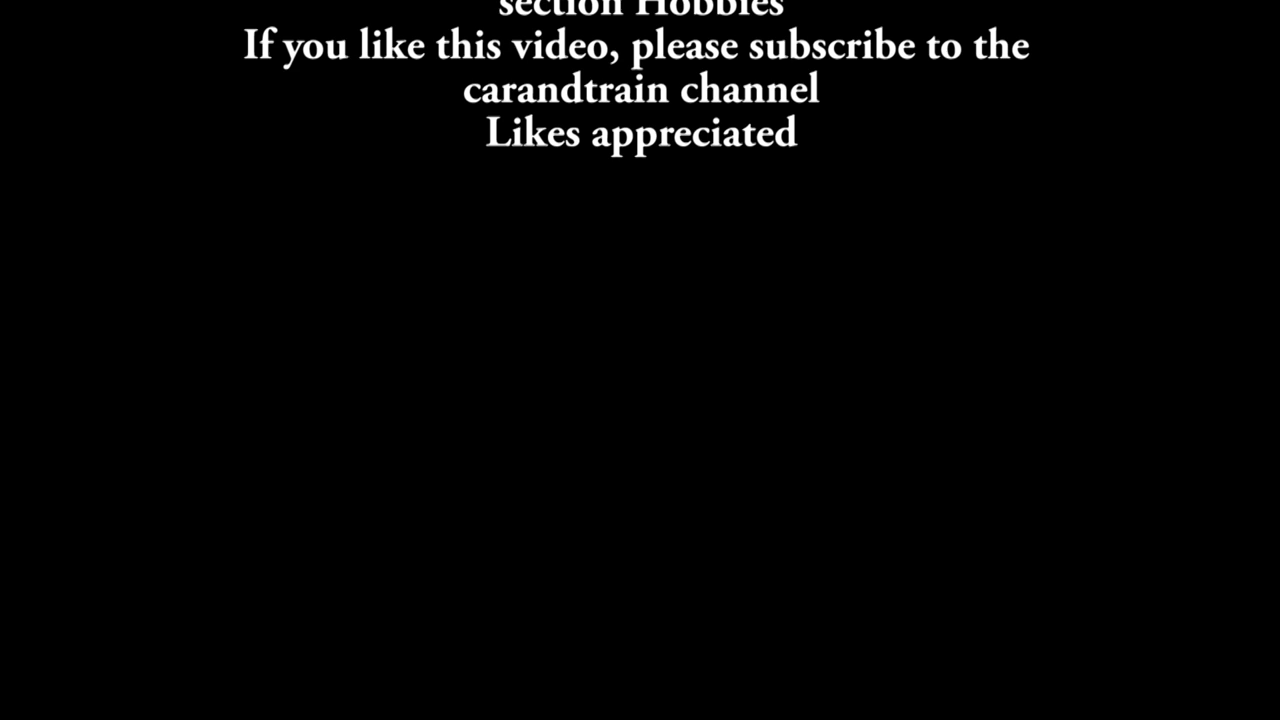 section Hobbies
If you like this video, please subscribe to the
carandtrain channel
Likes appreciated